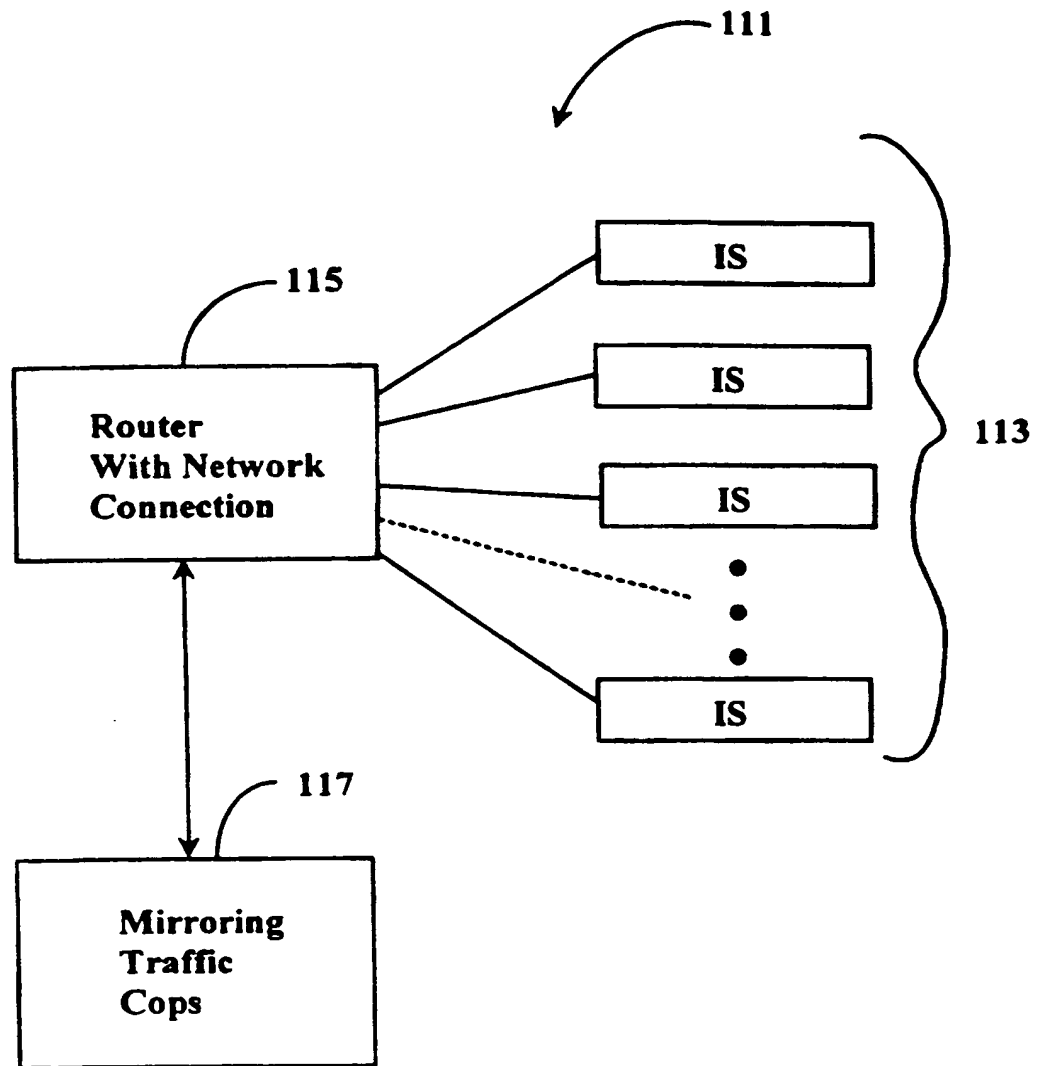 111
IS
115
IS
Router
With Network
Connection
113
IS
IS
117
Mirroring
Traffic
Cops